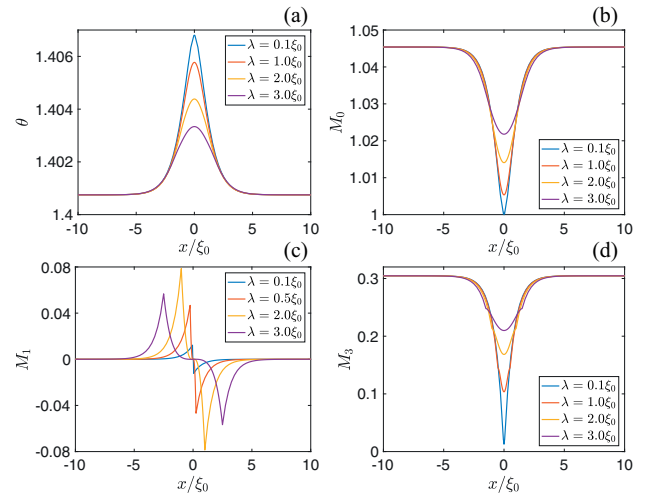 (a)
1.406
1.404
1.402
1.4
θ
λ = 0.1ξ₀
λ = 1.0ξ₀
λ = 2.0ξ₀
λ = 3.0ξ₀
-10 -5 0 5 10
x/ξ₀
(b)
1.05
1.04
1.03
1.02
1.01
1
M₀
λ = 0.1ξ₀
λ = 1.0ξ₀
λ = 2.0ξ₀
λ = 3.0ξ₀
-10 -5 0 5 10
x/ξ₀
(c)
0.08
0.04
0
-0.04
-0.08
M₁
λ = 0.1ξ₀
λ = 0.5ξ₀
λ = 2.0ξ₀
λ = 3.0ξ₀
-10 -5 0 5 10
x/ξ₀
(d)
0.3
0.2
0.1
0
M₃
λ = 0.1ξ₀
λ = 1.0ξ₀
λ = 2.0ξ₀
λ = 3.0ξ₀
-10 -5 0 5 10
x/ξ₀